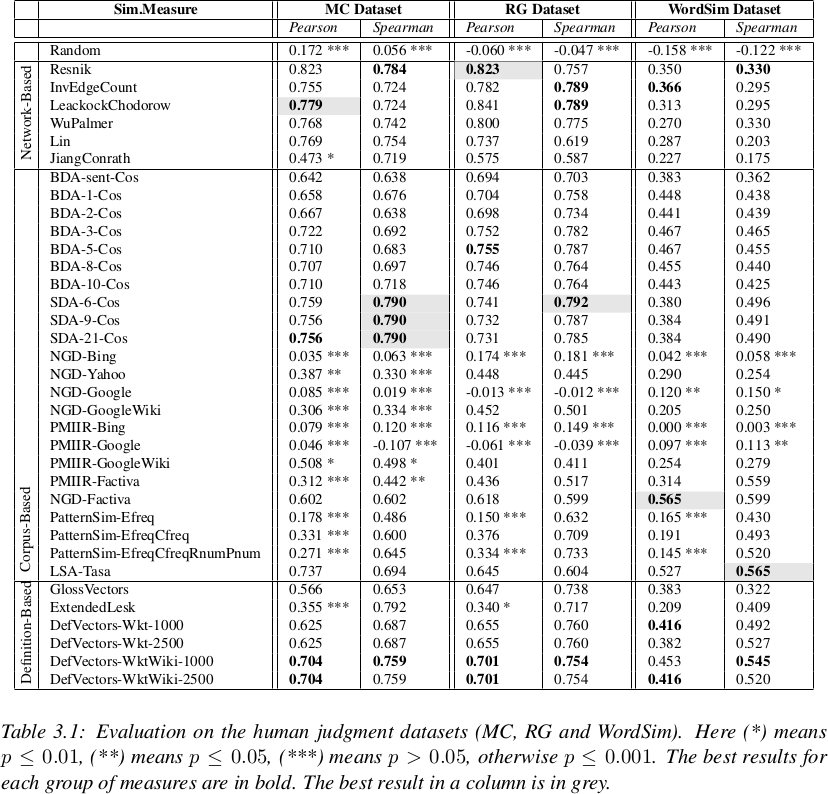 Sim.Measure MC Dataset RG Dataset WordSim Dataset
Pearson Spearman Pearson Spearman Pearson Spearman
Random 0.172 *** 0.056 *** -0.060 *** -0.047 *** -0.158 *** -0.122 ***
Network-Based
Resnik 0.823 0.784 0.823 0.757 0.350 0.330
InvEdgeCount 0.755 0.724 0.782 0.789 0.366 0.295
LeackockChodorow 0.779 0.724 0.841 0.789 0.313 0.295
WuPalmer 0.768 0.742 0.800 0.775 0.270 0.330
Lin 0.769 0.754 0.737 0.619 0.287 0.203
JiangConrath 0.473 * 0.719 0.575 0.587 0.227 0.175
Corpus-Based
BDA-sent-Cos 0.642 0.638 0.694 0.703 0.383 0.362
BDA-1-Cos 0.658 0.676 0.704 0.758 0.448 0.438
BDA-2-Cos 0.667 0.638 0.698 0.734 0.441 0.439
BDA-3-Cos 0.722 0.692 0.752 0.782 0.467 0.465
BDA-5-Cos 0.710 0.683 0.755 0.787 0.467 0.455
BDA-8-Cos 0.707 0.697 0.746 0.764 0.455 0.440
BDA-10-Cos 0.710 0.718 0.746 0.764 0.443 0.425
SDA-6-Cos 0.759 0.790 0.741 0.792 0.380 0.496
SDA-9-Cos 0.756 0.790 0.732 0.787 0.384 0.491
SDA-21-Cos 0.756 0.790 0.731 0.785 0.384 0.490
NGD-Bing 0.035 *** 0.063 *** 0.174 *** 0.181 *** 0.042 *** 0.058 ***
NGD-Yahoo 0.387 ** 0.330 *** 0.448 0.445 0.290 0.254
NGD-Google 0.085 *** 0.019 *** -0.013 *** -0.012 *** 0.120 ** 0.150 *
NGD-GoogleWiki 0.306 *** 0.334 *** 0.452 0.501 0.205 0.250
PMIIR-Bing 0.079 *** 0.120 *** 0.116 *** 0.149 *** 0.000 *** 0.003 ***
PMIIR-Google 0.046 *** -0.107 *** -0.061 *** -0.039 *** 0.097 *** 0.113 **
PMIIR-GoogleWiki 0.508 * 0.498 * 0.401 0.411 0.254 0.279
PMIIR-Factiva 0.312 *** 0.442 ** 0.436 0.517 0.314 0.559
NGD-Factiva 0.602 0.602 0.618 0.599 0.565 0.599
PatternSim-Efreq 0.178 *** 0.486 0.150 *** 0.632 0.165 *** 0.430
PatternSim-EfreqCfreq 0.331 *** 0.600 0.376 0.709 0.191 0.493
PatternSim-EfreqCfreqRnumPnum 0.271 *** 0.645 0.334 *** 0.733 0.145 *** 0.520
LSA-Tasa 0.737 0.694 0.645 0.604 0.527 0.565
Definition-Based
GlossVectors 0.566 0.653 0.647 0.738 0.383 0.322
ExtendedLesk 0.355 *** 0.792 0.340 * 0.717 0.209 0.409
DefVectors-Wkt-1000 0.625 0.687 0.655 0.760 0.416 0.492
DefVectors-Wkt-2500 0.625 0.687 0.655 0.760 0.382 0.527
DefVectors-WktWiki-1000 0.704 0.759 0.701 0.754 0.453 0.545
DefVectors-WktWiki-2500 0.704 0.759 0.701 0.754 0.416 0.520
Table 3.1: Evaluation on the human judgment datasets (MC, RG and WordSim). Here (*) means
p ≤ 0.01, (**) means p ≤ 0.05, (***) means p > 0.05, otherwise p ≤ 0.001. The best results for
each group of measures are in bold. The best result in a column is in grey.